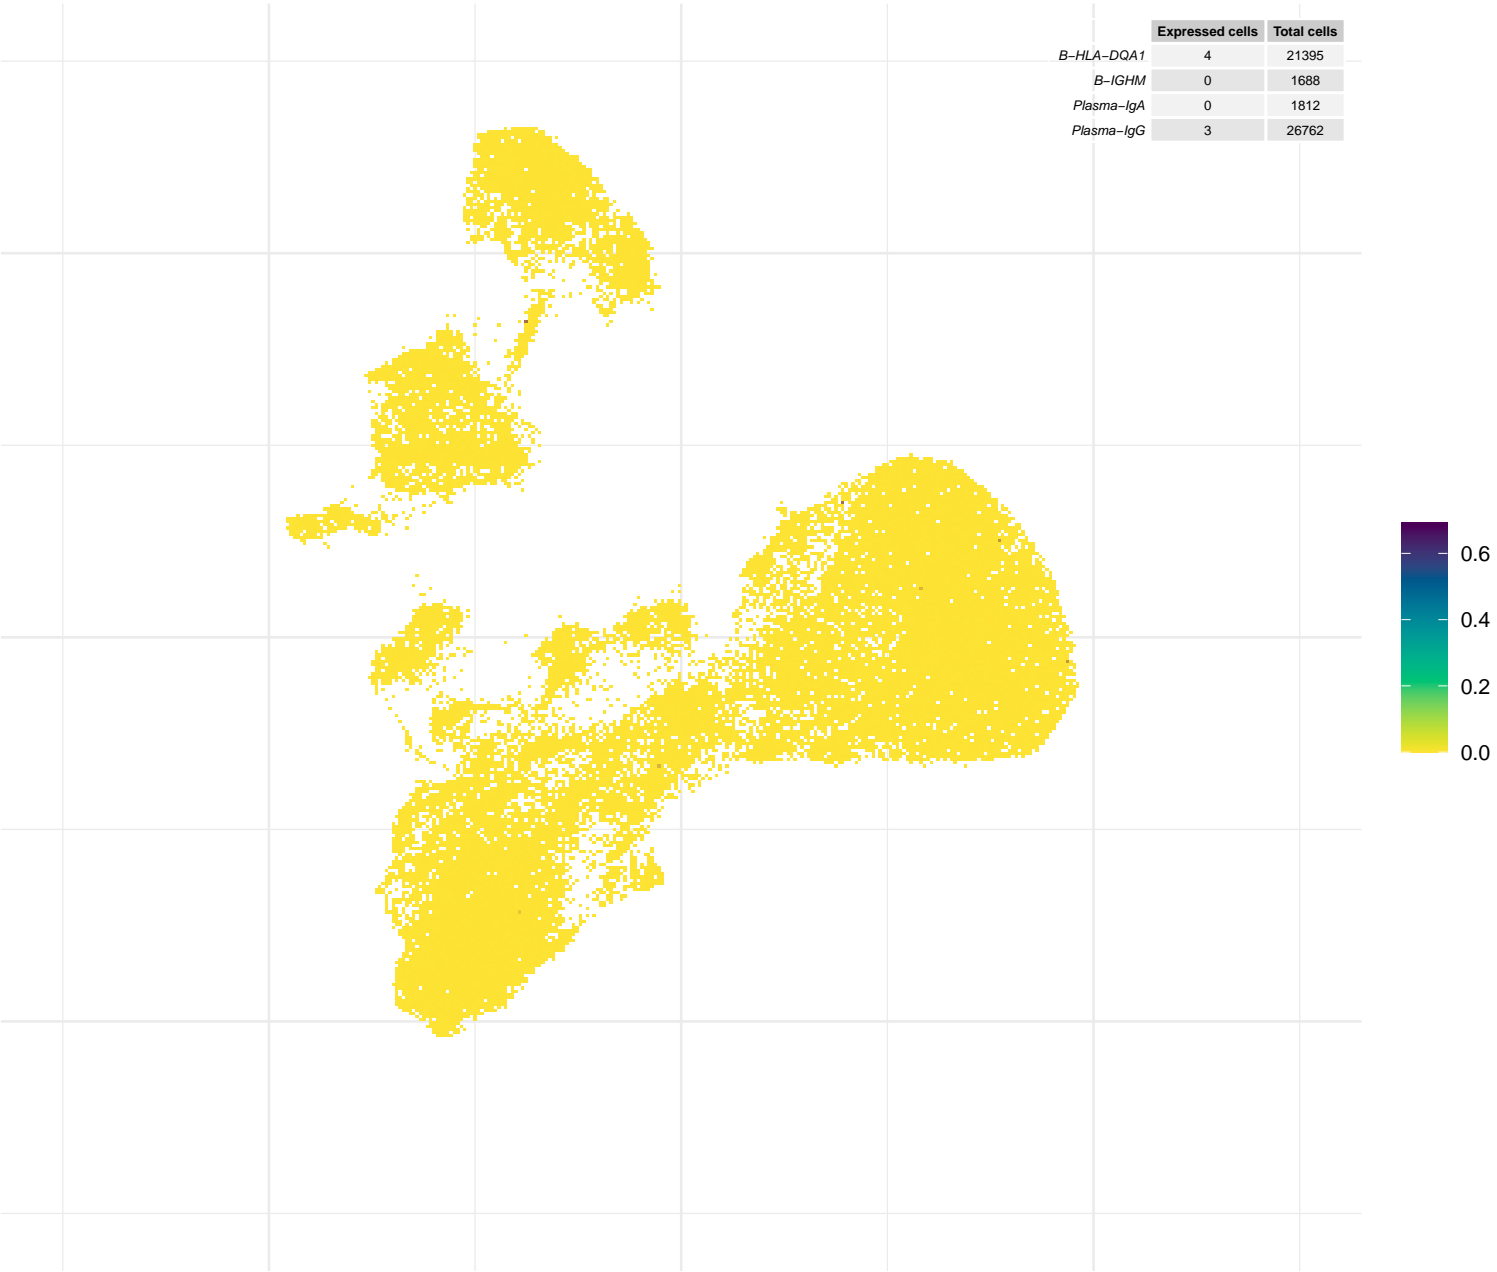 Expressed cells Total cells
B−HLA−DQA1 4 21395
B−IGHM 0 1688
Plasma−IgA 0 1812
Plasma−IgG 3 26762
0.6
0.4
0.2
0.0